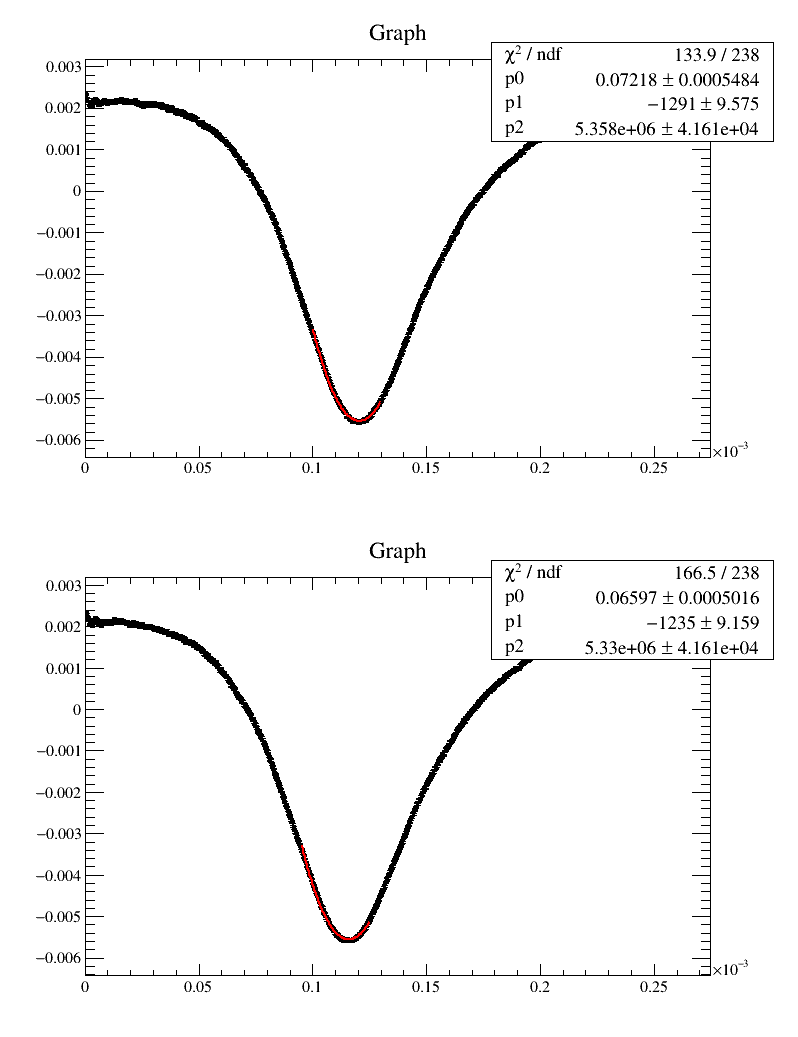 Graph
χ² / ndf 133.9 / 238
p0 0.07218 ± 0.0005484
p1 −1291 ± 9.575
p2 5.358e+06 ± 4.161e+04
0.003
0.002
0.001
0
−0.001
−0.002
−0.003
−0.004
−0.005
−0.006
0 0.05 0.1 0.15 0.2 0.25
×10⁻³
Graph
χ² / ndf 166.5 / 238
p0 0.06597 ± 0.0005016
p1 −1235 ± 9.159
p2 5.33e+06 ± 4.161e+04
0.003
0.002
0.001
0
−0.001
−0.002
−0.003
−0.004
−0.005
−0.006
0 0.05 0.1 0.15 0.2 0.25
×10⁻³